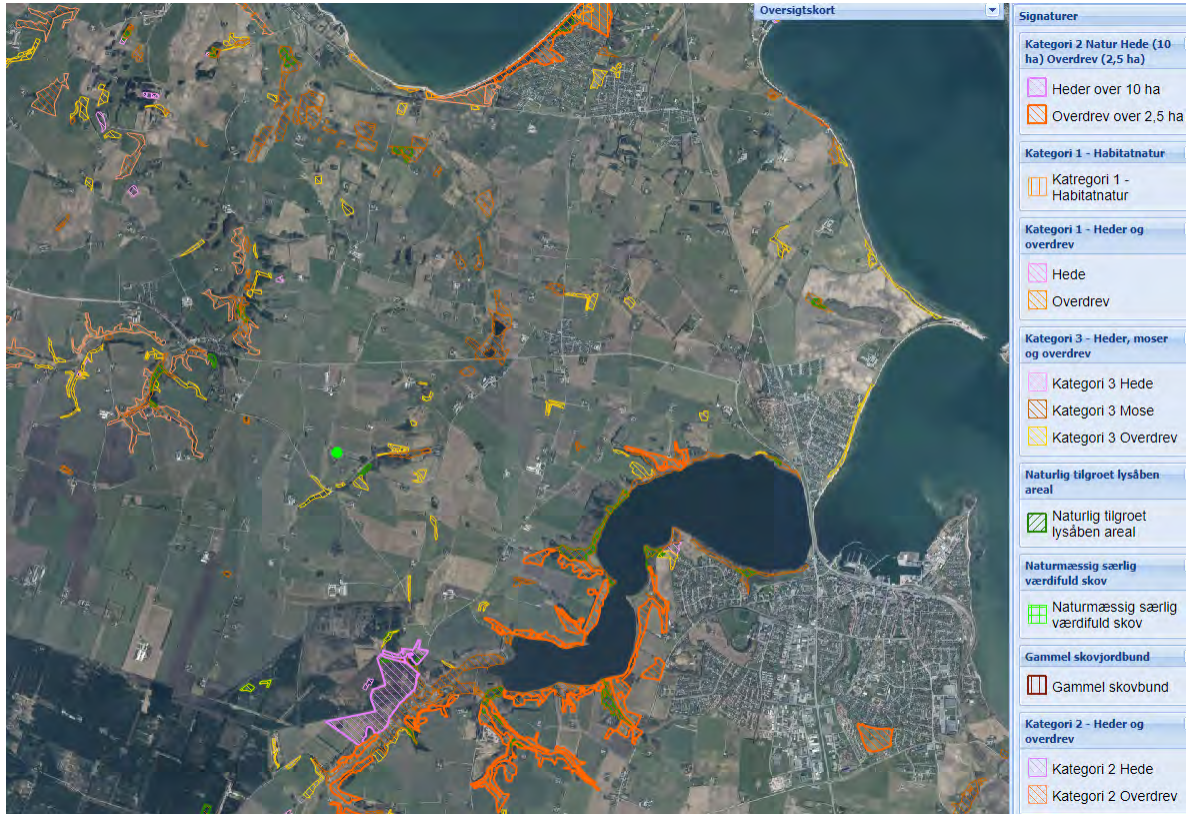 Oversigtskort
Signaturer
Kategori 2 Natur Hede (10
ha) Overdrev (2,5 ha)
Heder over 10 ha
Overdrev over 2,5 ha
Kategori 1 - Habitatnatur
Katregori 1 -
Habitatnatur
Kategori 1 - Heder og
overdrev
Hede
Overdrev
Kategori 3 - Heder, moser
og overdrev
Kategori 3 Hede
Kategori 3 Mose
Kategori 3 Overdrev
Naturlig tilgroet lysåben
areal
Naturlig tilgroet
lysåben areal
Naturmæssig særlig
værdifuld skov
Naturmæssig særlig
værdifuld skov
Gammel skovjordbund
Gammel skovbund
Kategori 2 - Heder og
overdrev
Kategori 2 Hede
Kategori 2 Overdrev